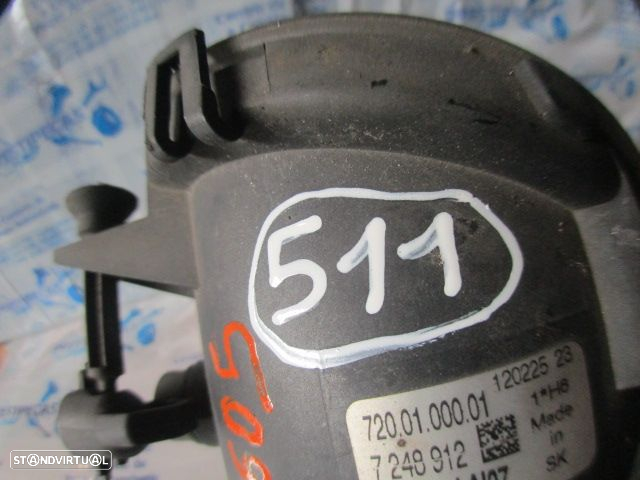 511
605
120225 23
720.01.000.01
1*H8
7 248 912
Made
in
SK
STANDVIRTUAL